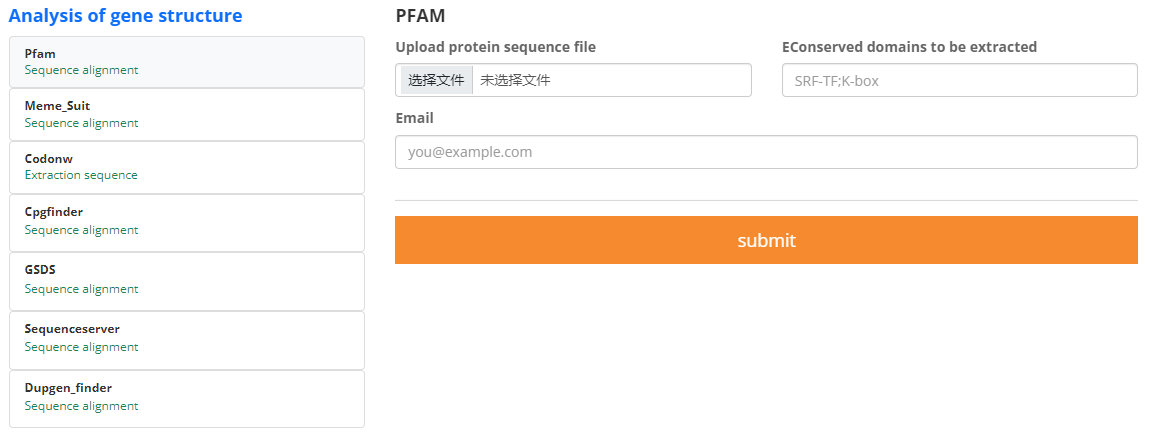 Analysis of gene structure
Pfam
Sequence alignment
Meme_Suit
Sequence alignment
Codonw
Extraction sequence
Cpgfinder
Sequence alignment
GSDS
Sequence alignment
Sequenceserver
Sequence alignment
Dupgen_finder
Sequence alignment
PFAM
Upload protein sequence file
选择文件 未选择文件
EConserved domains to be extracted
SRF-TF;K-box
Email
you@example.com
submit